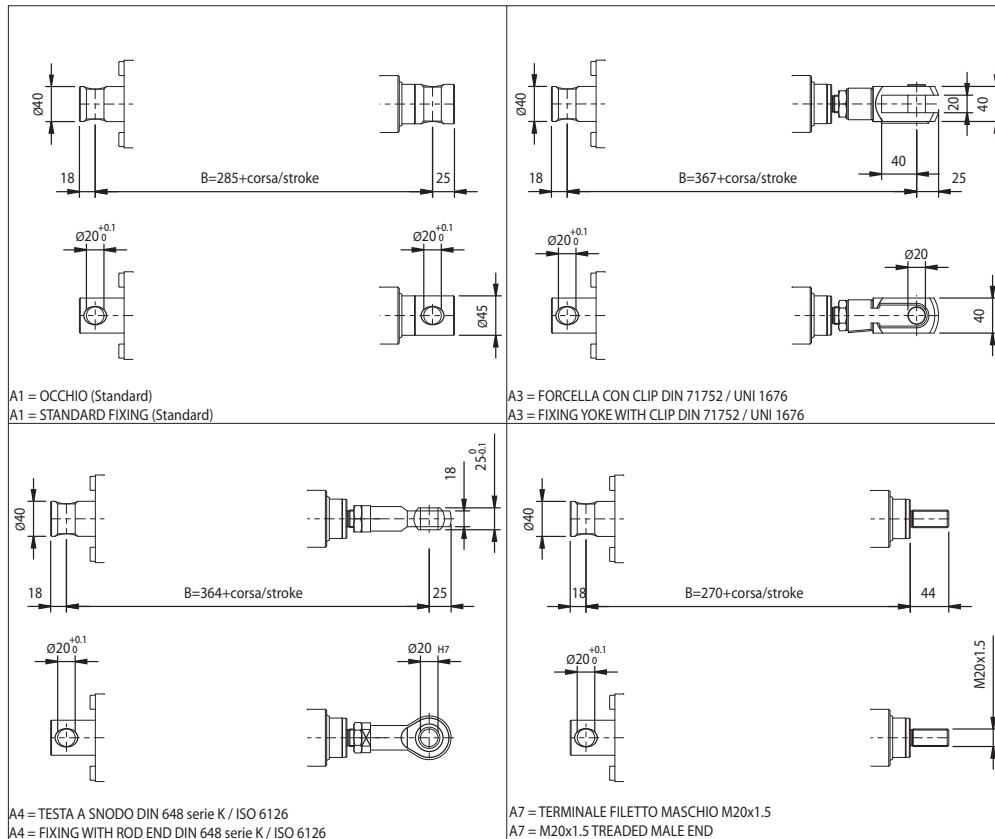 Ø40
18
B=285+corsa/stroke
25
Ø20 +0.1 0
Ø20 +0.1 0
Ø45
A1 = OCCHIO (Standard)
A1 = STANDARD FIXING (Standard)
Ø40
20
40
40
18
B=367+corsa/stroke
25
Ø20 +0.1 0
Ø20
40
A3 = FORCELLA CON CLIP DIN 71752 / UNI 1676
A3 = FIXING YOKE WITH CLIP DIN 71752 / UNI 1676
Ø40
18
25 0 -0.1
18
B=364+corsa/stroke
25
Ø20 +0.1 0
Ø20 H7
A4 = TESTA A SNODO DIN 648 serie K / ISO 6126
A4 = FIXING WITH ROD END DIN 648 serie K / ISO 6126
Ø40
18
B=270+corsa/stroke
44
Ø20 +0.1 0
M20x1.5
A7 = TERMINALE FILETTO MASCHIO M20x1.5
A7 = M20x1.5 TREADED MALE END